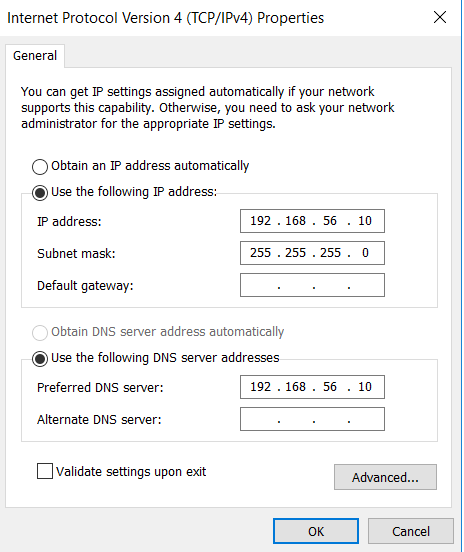 Internet Protocol Version 4 (TCP/IPv4) Properties
General
You can get IP settings assigned automatically if your network
supports this capability. Otherwise, you need to ask your network
administrator for the appropriate IP settings.
Obtain an IP address automatically
Use the following IP address:
IP address: 192 . 168 . 56 . 10
Subnet mask: 255 . 255 . 255 . 0
Default gateway: . . .
Obtain DNS server address automatically
Use the following DNS server addresses
Preferred DNS server: 192 . 168 . 56 . 10
Alternate DNS server: . . .
Validate settings upon exit
Advanced...
OK Cancel